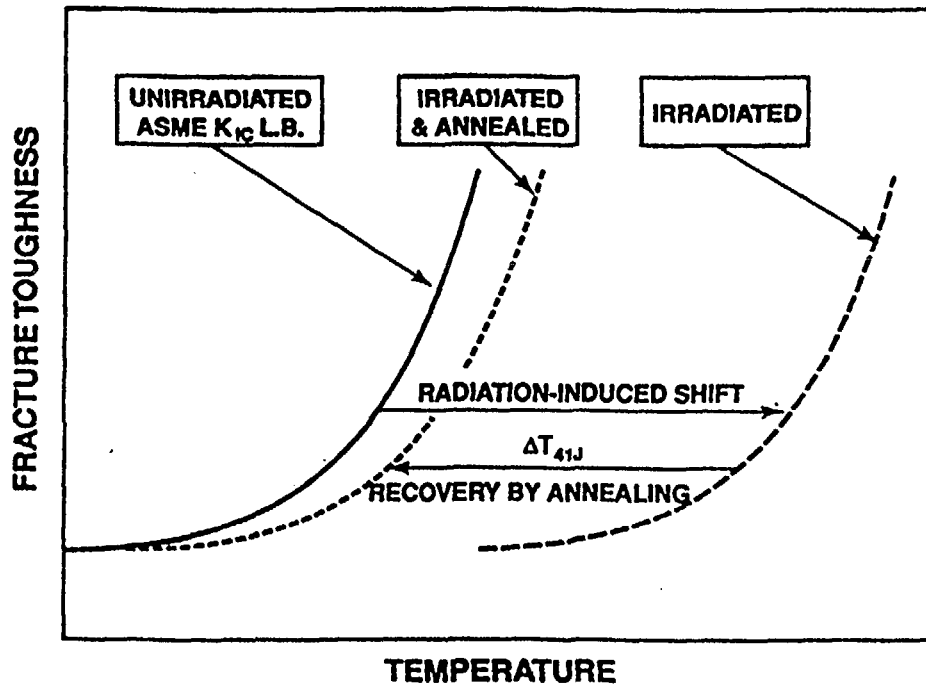 UNIRRADIATED
ASME K_IC L.B.
IRRADIATED
& ANNEALED
IRRADIATED
FRACTURE TOUGHNESS
RADIATION-INDUCED SHIFT
ΔT_41J
RECOVERY BY ANNEALING
TEMPERATURE